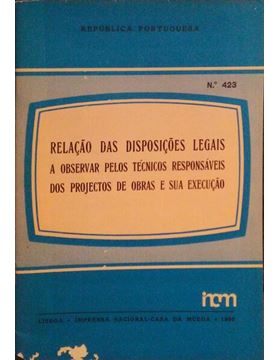 REPÚBLICA PORTUGUESA
N.º 423
RELAÇÃO DAS DISPOSIÇÕES LEGAIS
A OBSERVAR PELOS TÉCNICOS RESPONSÁVEIS
DOS PROJECTOS DE OBRAS E SUA EXECUÇÃO
incm
LISBOA • IMPRENSA NACIONAL-CASA DA MOEDA •